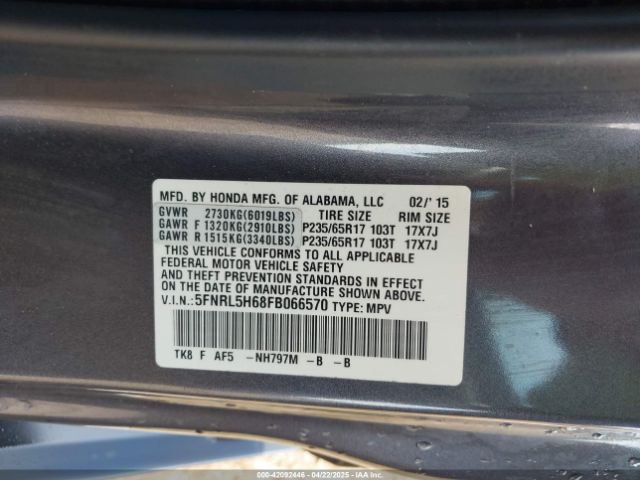 MFD. BY HONDA MFG. OF ALABAMA, LLC 02/' 15
GVWR 2730KG(6019LBS) TIRE SIZE RIM SIZE
GAWR F 1320KG(2910LBS) P235/65R17 103T 17X7J
GAWR R 1515KG(3340LBS) P235/65R17 103T 17X7J
THIS VEHICLE CONFORMS TO ALL APPLICABLE
FEDERAL MOTOR VEHICLE SAFETY
AND THEFT PREVENTION STANDARDS IN EFFECT
ON THE DATE OF MANUFACTURE SHOWN ABOVE.
V.I.N.:5FNRL5H68FB066570 TYPE: MPV
TK8 F AF5 -NH797M -B -B
000-42092446 - 04/22/2025 - IAA, Inc.